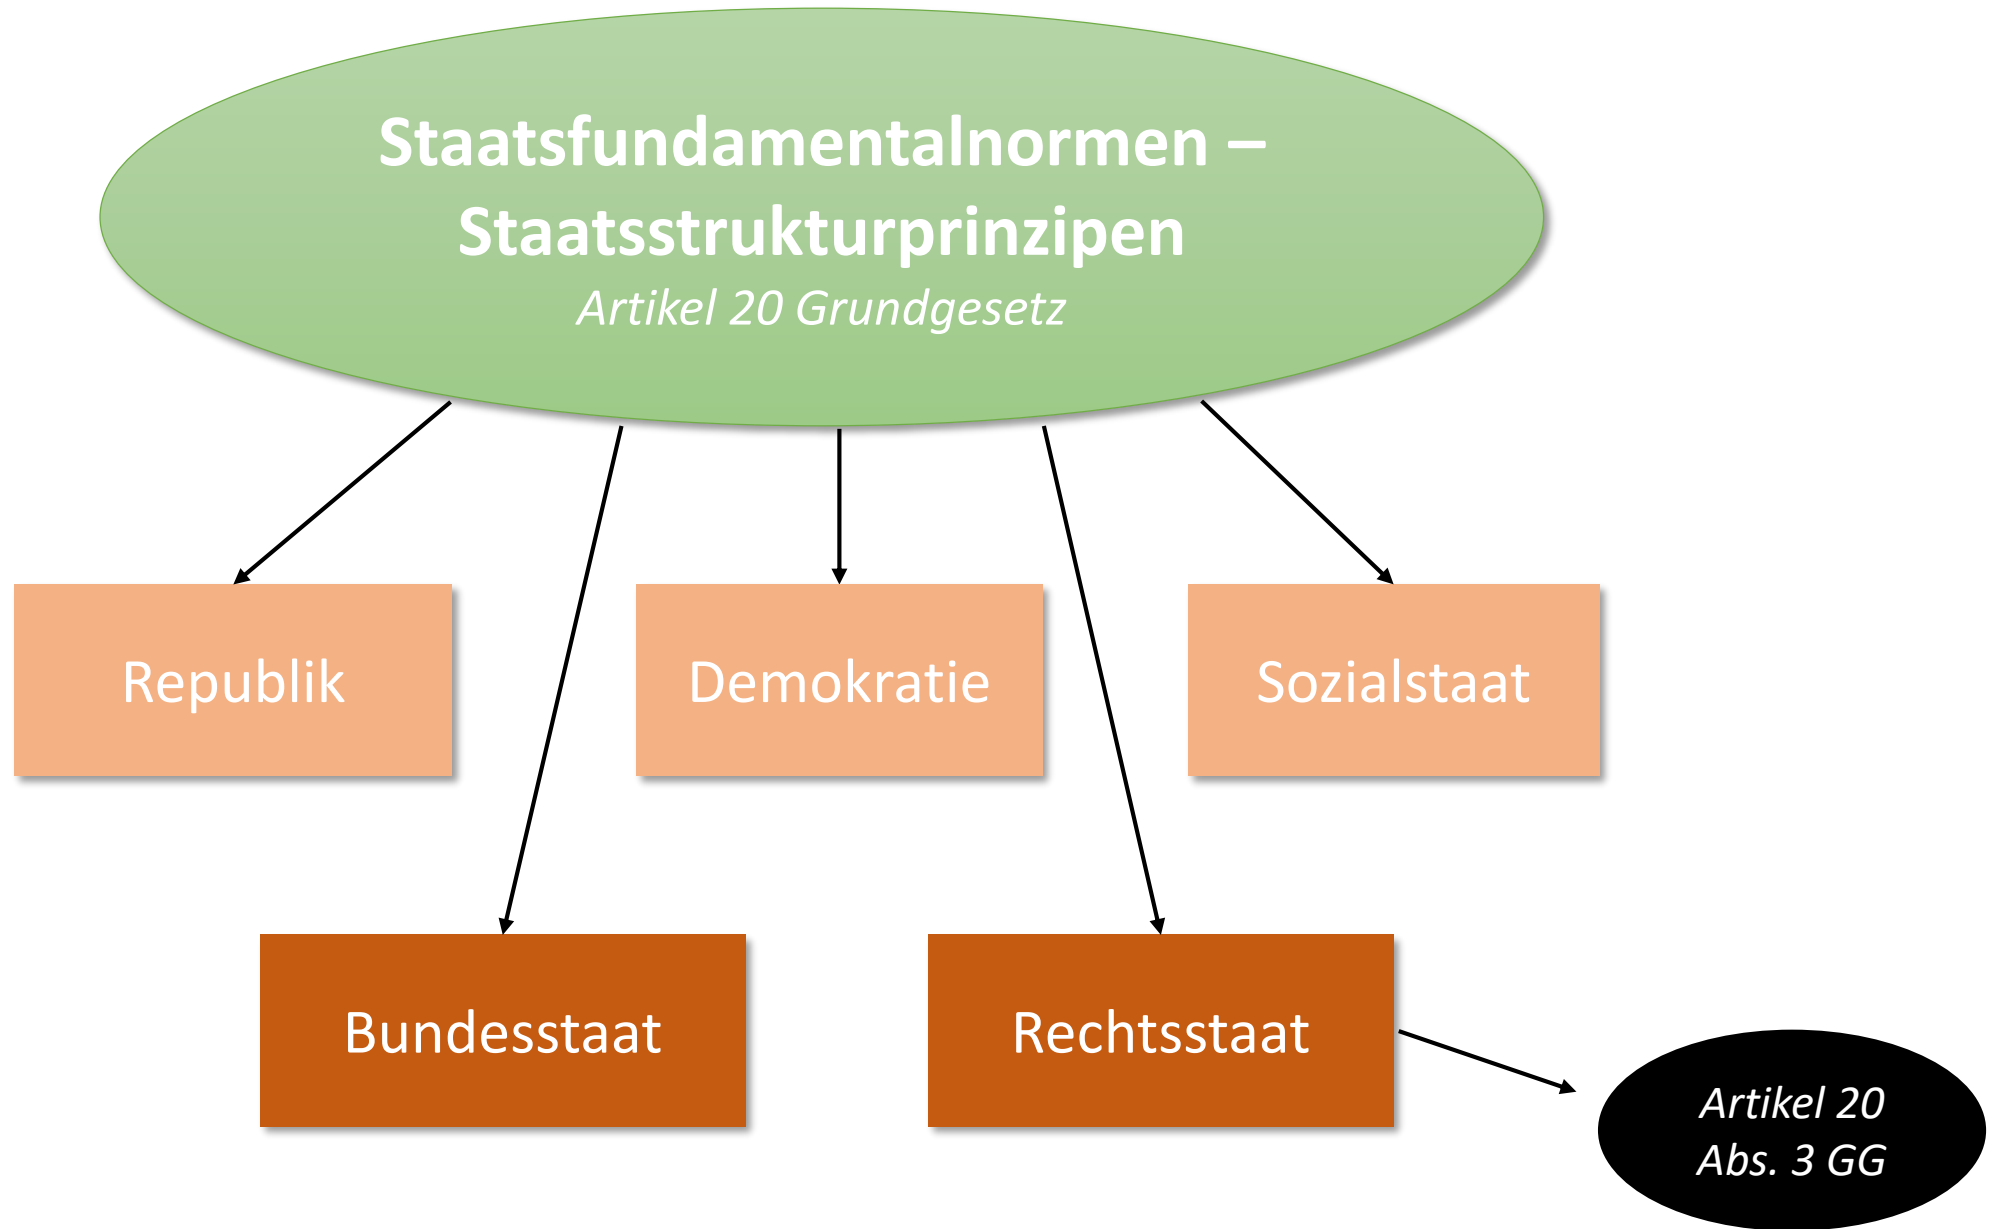 Staatsfundamentalnormen –
Staatsstrukturprinzipen
Artikel 20 Grundgesetz
Republik
Demokratie
Sozialstaat
Bundesstaat
Rechtsstaat
Artikel 20
Abs. 3 GG